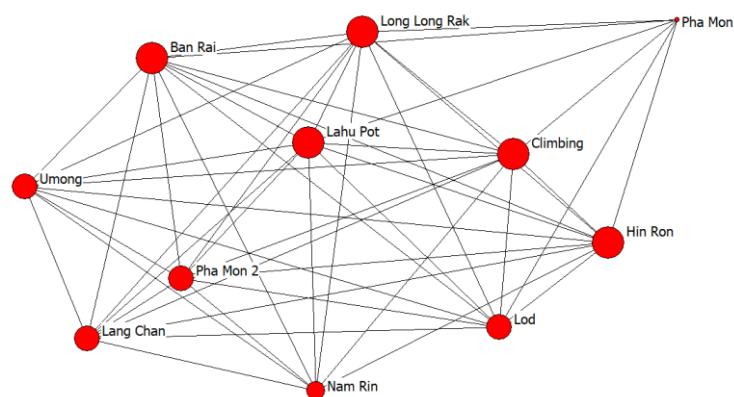 Long Long Rak
Pha Mon
Ban Rai
Lahu Pot
Climbing
Umong
Hin Ron
Pha Mon 2
Lod
Lang Chan
Nam Rin